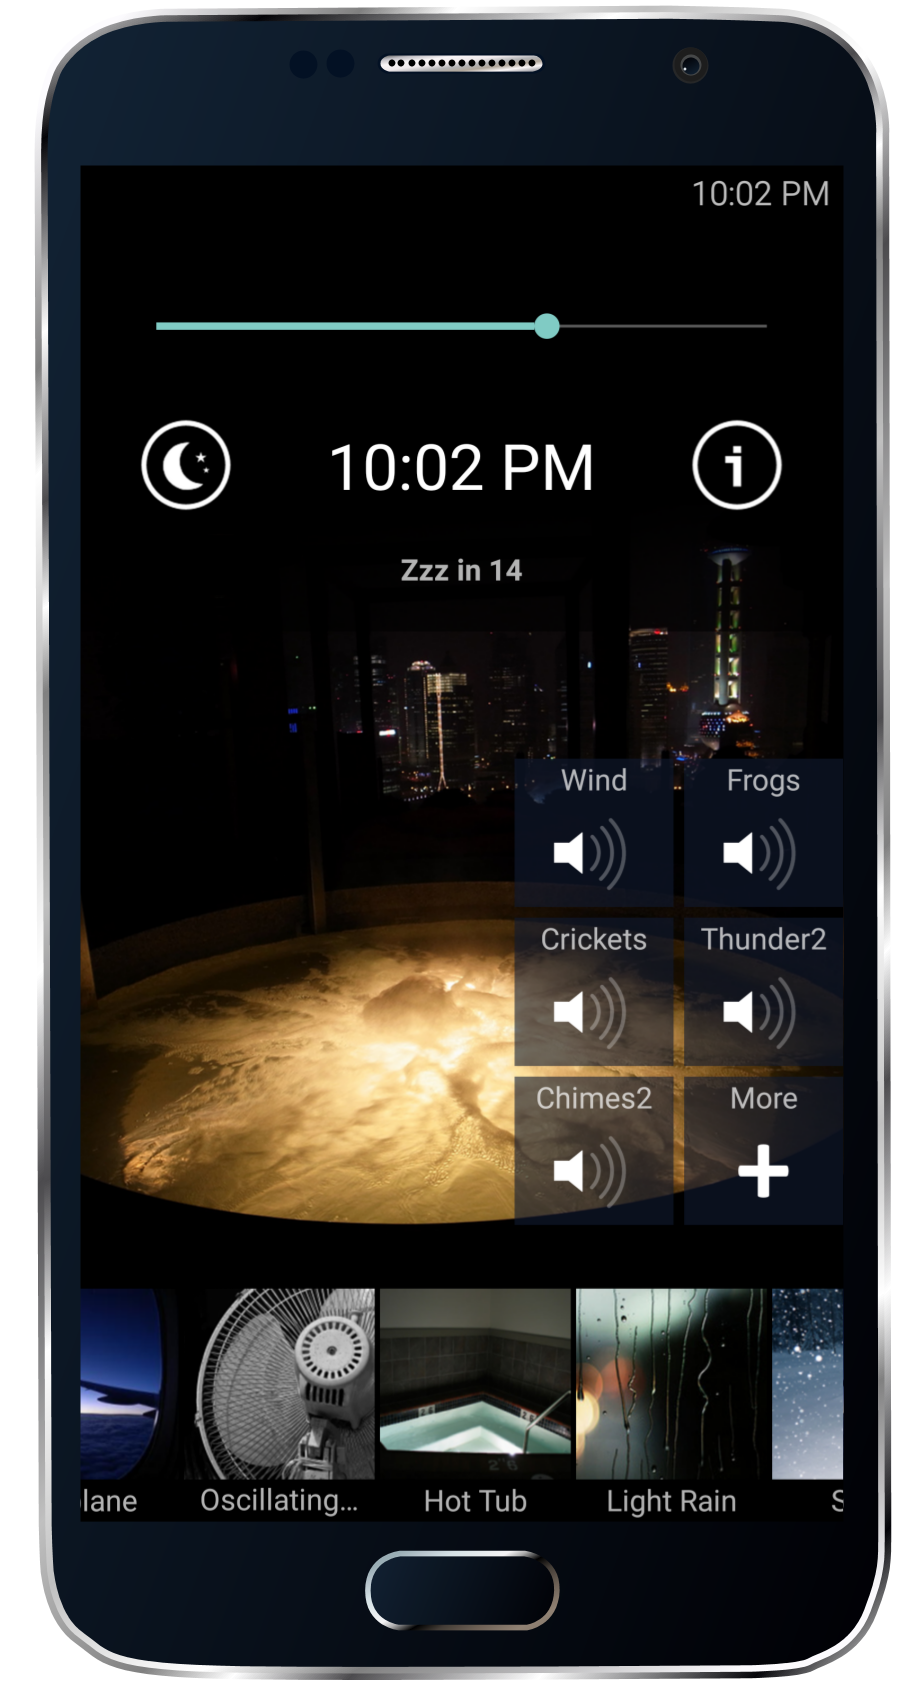 10:02 PM
10:02 PM
Zzz in 14
Wind
Frogs
Crickets
Thunder2
Chimes2
More
lane
Oscillating...
Hot Tub
Light Rain
S